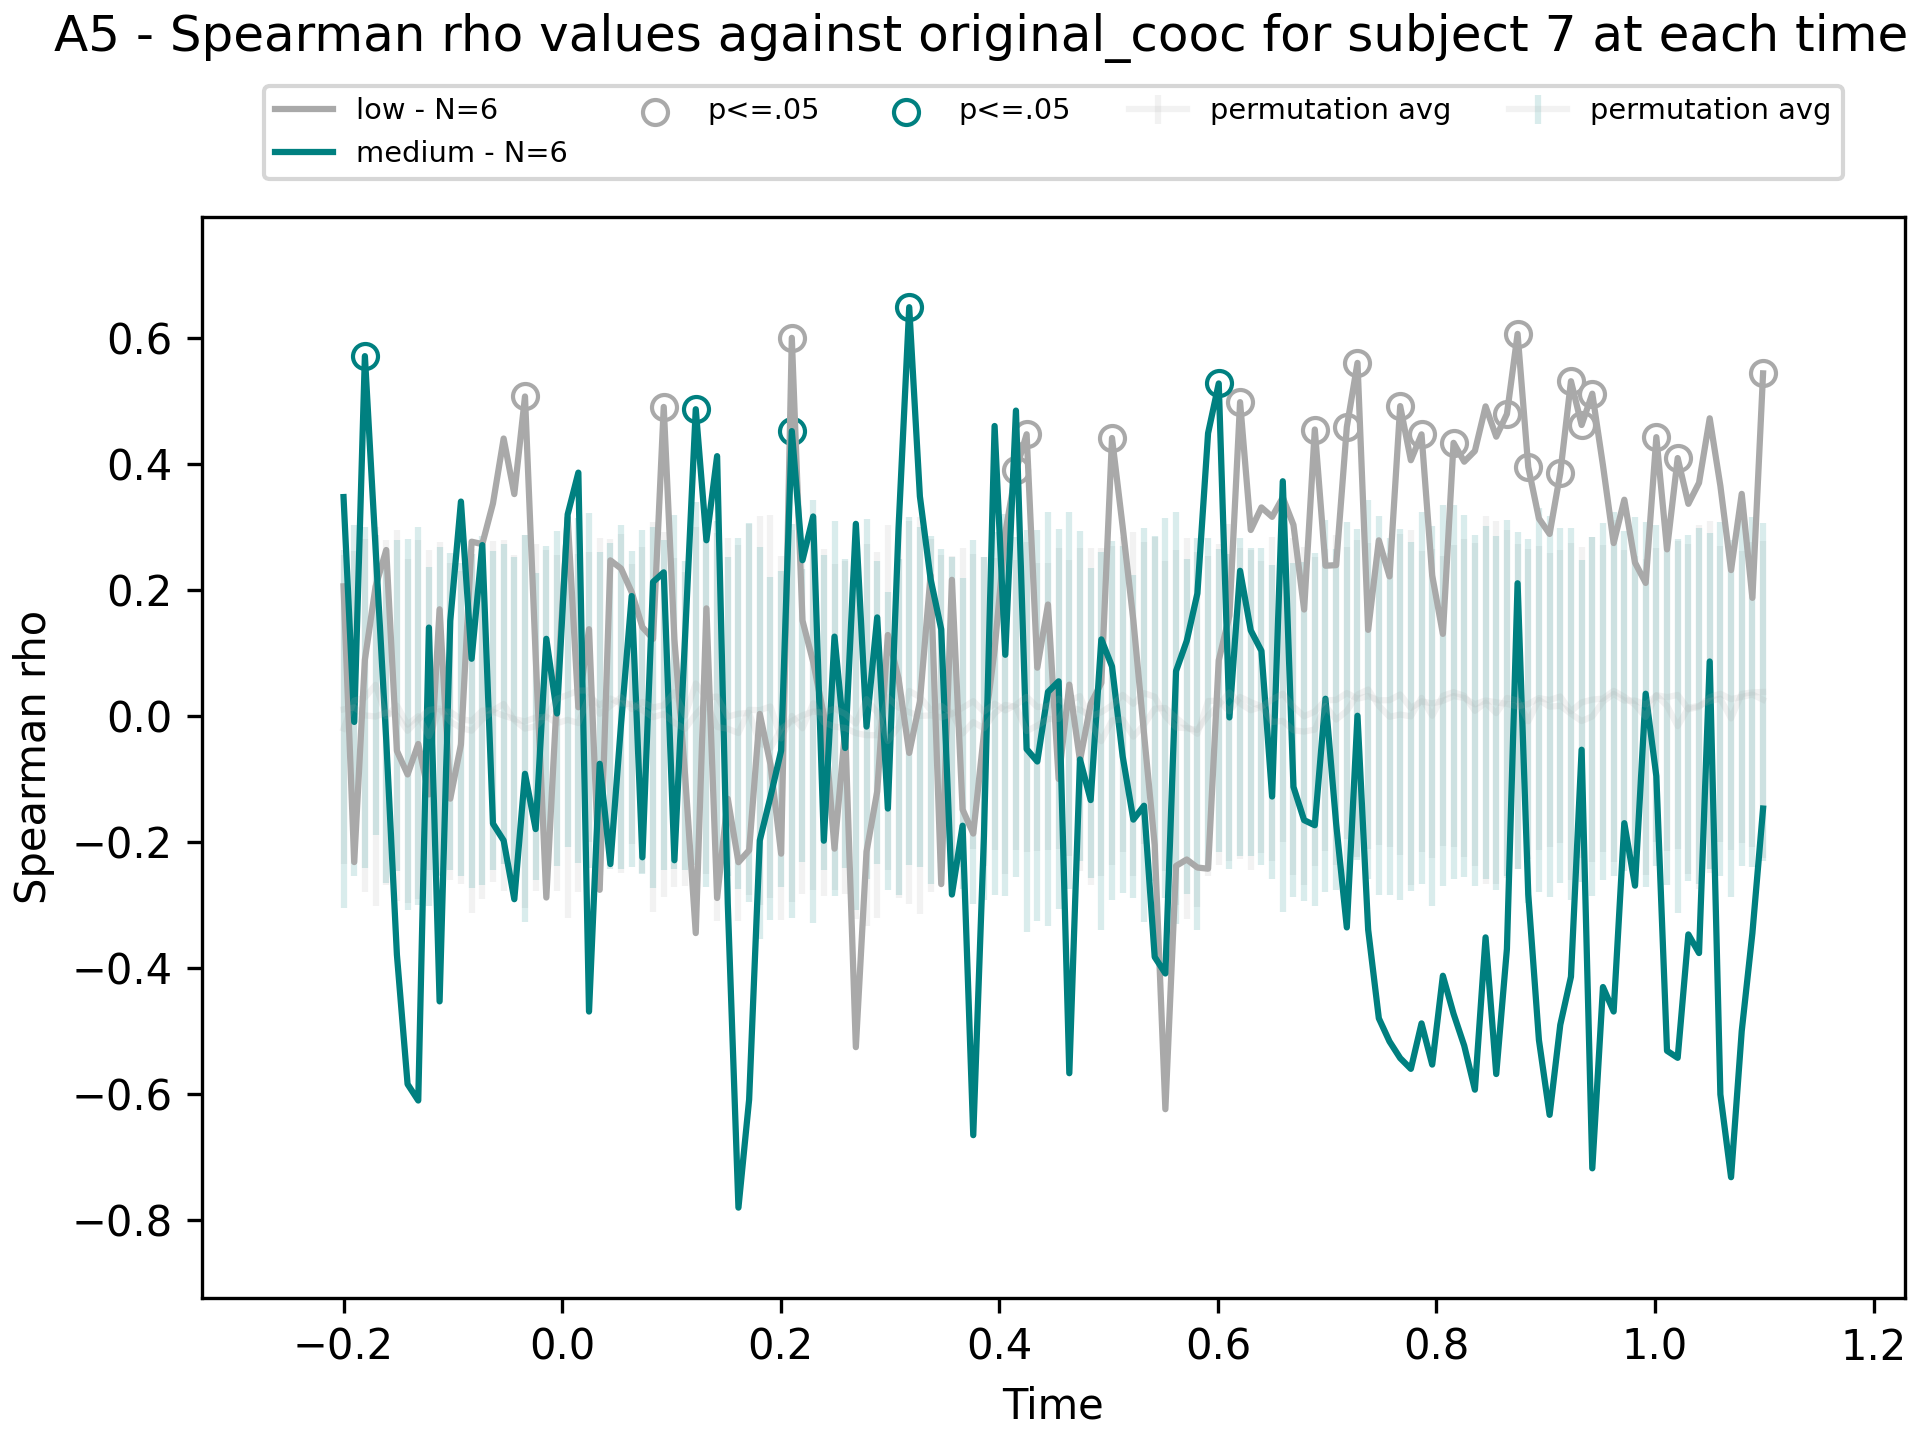 A5 - Spearman rho values against original_cooc for subject 7 at each time
low - N=6
medium - N=6
p<=.05
p<=.05
permutation avg
permutation avg
Spearman rho
0.6
0.4
0.2
0.0
−0.2
−0.4
−0.6
−0.8
−0.2 0.0 0.2 0.4 0.6 0.8 1.0 1.2
Time